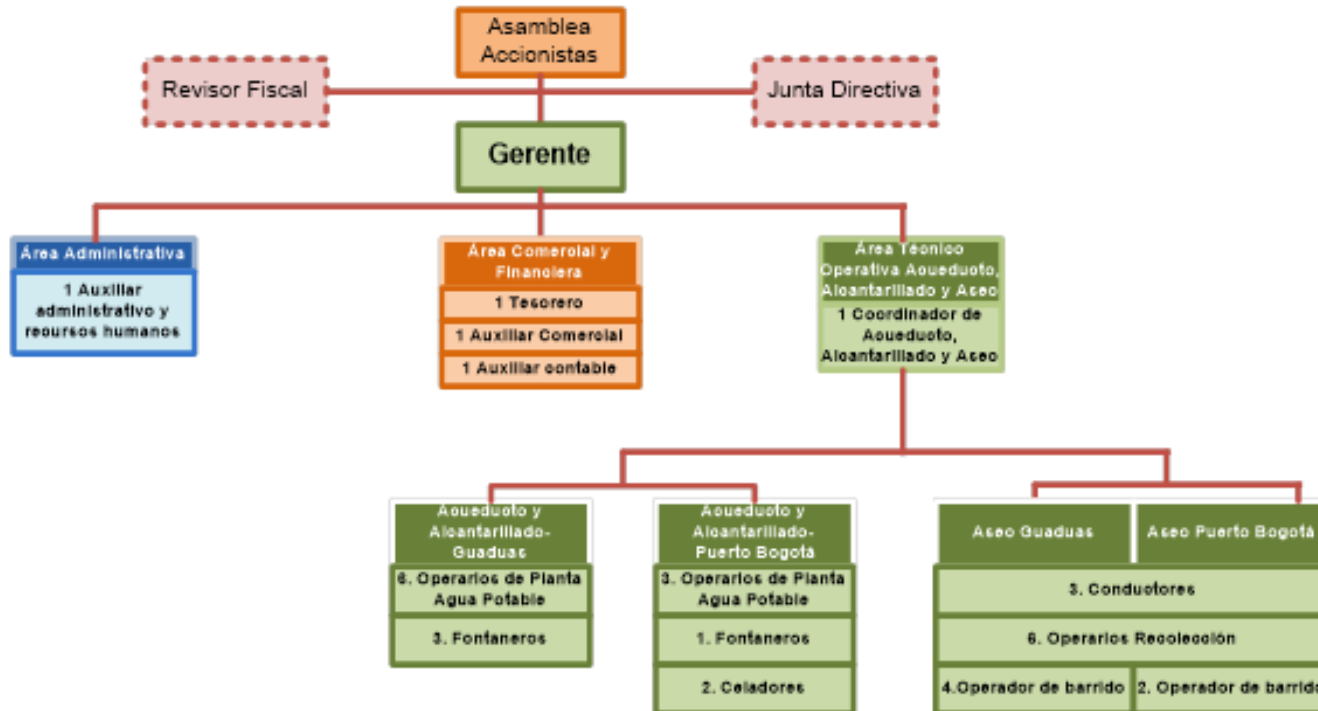 Asamblea
Accionistas
Revisor Fiscal
Junta Directiva
Gerente
Área Administrativa
1 Auxiliar
administrativo y
recursos humanos
Área Comercial y
Financiera
1 Tesorero
1 Auxiliar Comercial
1 Auxiliar contable
Área Técnico
Operativa Acueducto,
Alcantarillado y Aseo
1 Coordinador de
Acueducto,
Alcantarillado y Aseo
Acueducto y
Alcantarillado-
Guaduas
6. Operarios de Planta
Agua Potable
3. Fontaneros
Acueducto y
Alcantarillado-
Puerto Bogotá
3. Operarios de Planta
Agua Potable
1. Fontaneros
2. Celadores
Aseo Guaduas
Aseo Puerto Bogotá
3. Conductores
6. Operarios Recolección
4.Operador de barrido
2. Operador de barrido